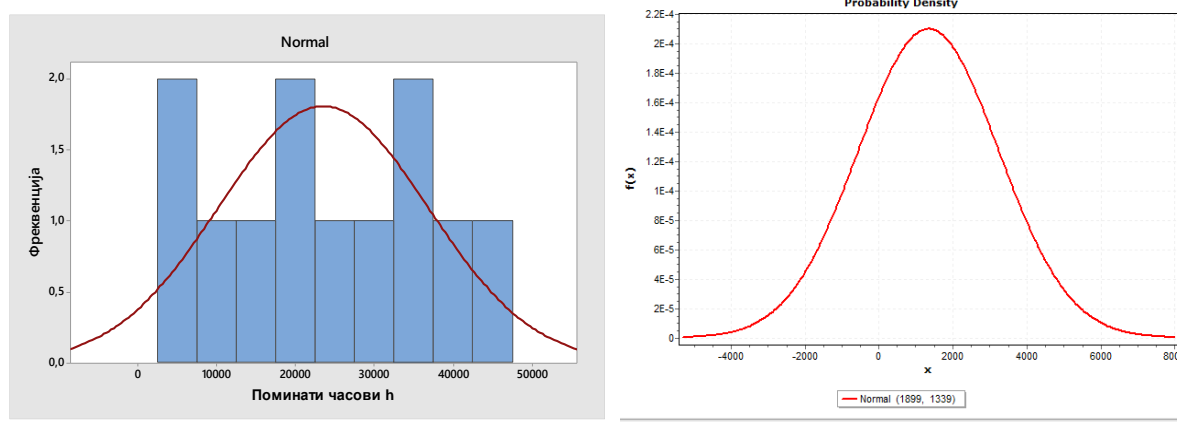 Normal
2,0
1,5
1,0
0,5
0,0
Фреквенција
0 10000 20000 30000 40000 50000
Поминати часови h
Probability Density
2.2E-4
2E-4
1.8E-4
1.6E-4
1.4E-4
1.2E-4
1E-4
8E-5
6E-5
4E-5
2E-5
0
f(x)
-4000 -2000 0 2000 4000 6000
x
Normal (1899, 1339)